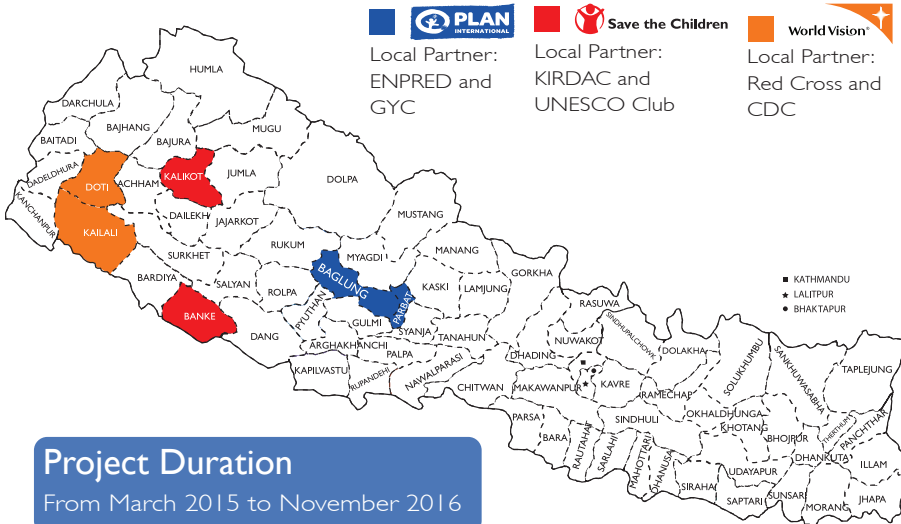 PLAN
INTERNATIONAL
Local Partner:
ENPRED and
GYC
Save the Children
Local Partner:
KIRDAC and
UNESCO Club
World Vision®
Local Partner:
Red Cross and
CDC
HUMLA
DARCHULA
BAJHANG
MUGU
BAITADI
BAJURA
DADELDHURA
DOTI
ACHHAM
KALIKOT
JUMLA
DOLPA
KANCHANPUR
KAILALI
DAILEKH
JAJARKOT
MUSTANG
SURKHET
RUKUM
MYAGDI
MANANG
BARDIYA
SALYAN
ROLPA
BAGLUNG
PARBAT
KASKI
LAMJUNG
GORKHA
BANKE
DANG
PYUTHAN
GULMI
SYANJA
TANAHUN
RASUWA
ARGHAKHANCHI
PALPA
KAPILVASTU
RUPANDEHI
NAWALPARASI
CHITWAN
DHADING
NUWAKOT
SINDHUPALCHOWK
DOLAKHA
SOLUKHUMBU
SANKHUWASABHA
TAPLEJUNG
KATHMANDU
LALITPUR
BHAKTAPUR
MAKAWANPUR
KAVRE
RAMECHAP
PARSA
BARA
RAUTAHAT
SARLAHI
MAHOTTARI
DHANUSA
SINDHULI
OKHALDHUNGA
KHOTANG
BHOJPUR
THERTHUM
PANCHTHAR
DHANKUTA
ILLAM
SIRAHA
UDAYAPUR
SAPTARI
SUNSARI
MORANG
JHAPA
Project Duration
From March 2015 to November 2016